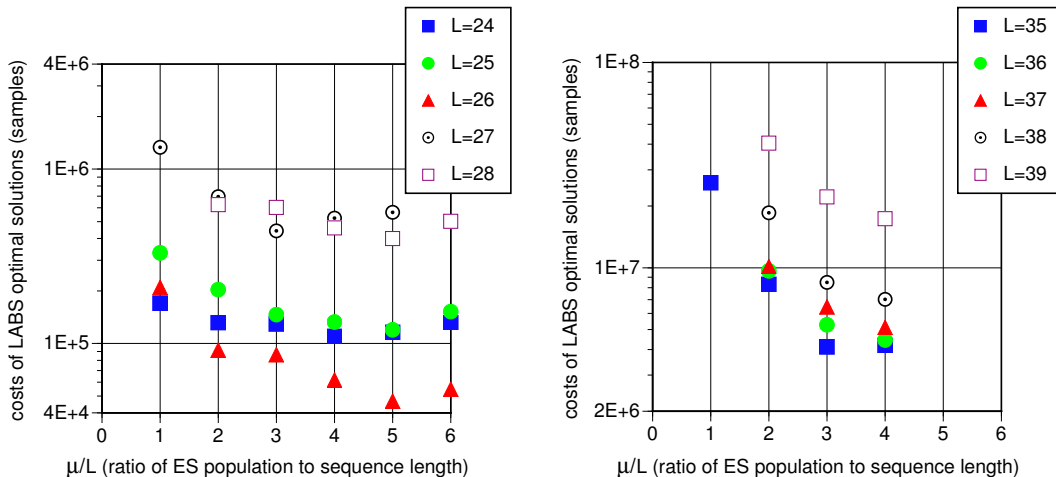 L=24
L=25
L=26
L=27
L=28
costs of LABS optimal solutions (samples)
4E+6
1E+6
1E+5
4E+4
0 1 2 3 4 5 6
μ/L (ratio of ES population to sequence length)
L=35
L=36
L=37
L=38
L=39
costs of LABS optimal solutions (samples)
1E+8
1E+7
2E+6
0 1 2 3 4 5 6
μ/L (ratio of ES population to sequence length)